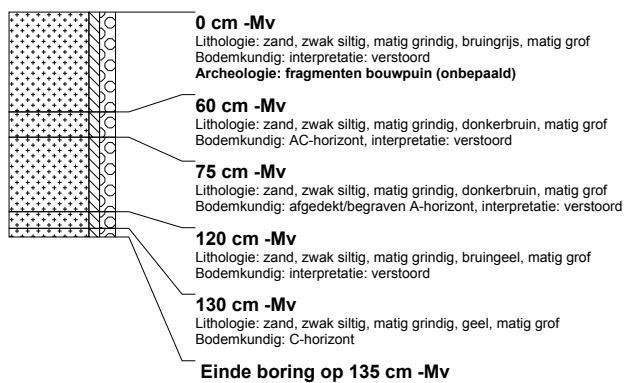 0 cm -Mv
Lithologie: zand, zwak siltig, matig grindig, bruingrijs, matig grof
Bodemkundig: interpretatie: verstoord
Archeologie: fragmenten bouwpuin (onbepaald)
60 cm -Mv
Lithologie: zand, zwak siltig, matig grindig, donkerbruin, matig grof
Bodemkundig: AC-horizont, interpretatie: verstoord
75 cm -Mv
Lithologie: zand, zwak siltig, matig grindig, donkerbruin, matig grof
Bodemkundig: afgedekt/begraven A-horizont, interpretatie: verstoord
120 cm -Mv
Lithologie: zand, zwak siltig, matig grindig, bruingeel, matig grof
Bodemkundig: interpretatie: verstoord
130 cm -Mv
Lithologie: zand, zwak siltig, matig grindig, geel, matig grof
Bodemkundig: C-horizont
Einde boring op 135 cm -Mv